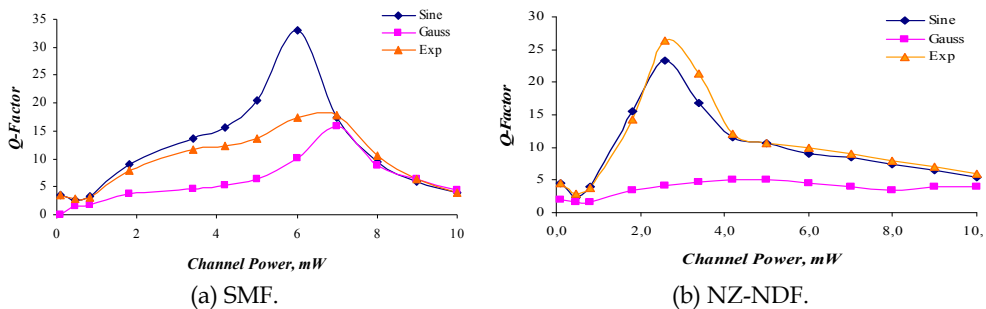 35
30
25
20
15
10
5
0
Q-Factor
0
2
4
6
8
10
Channel Power, mW
Sine
Gauss
Exp
(a) SMF.
30
25
20
15
10
5
0
Q-Factor
0,0
2,0
4,0
6,0
8,0
10,
Channel Power, mW
Sine
Gauss
Exp
(b) NZ-NDF.